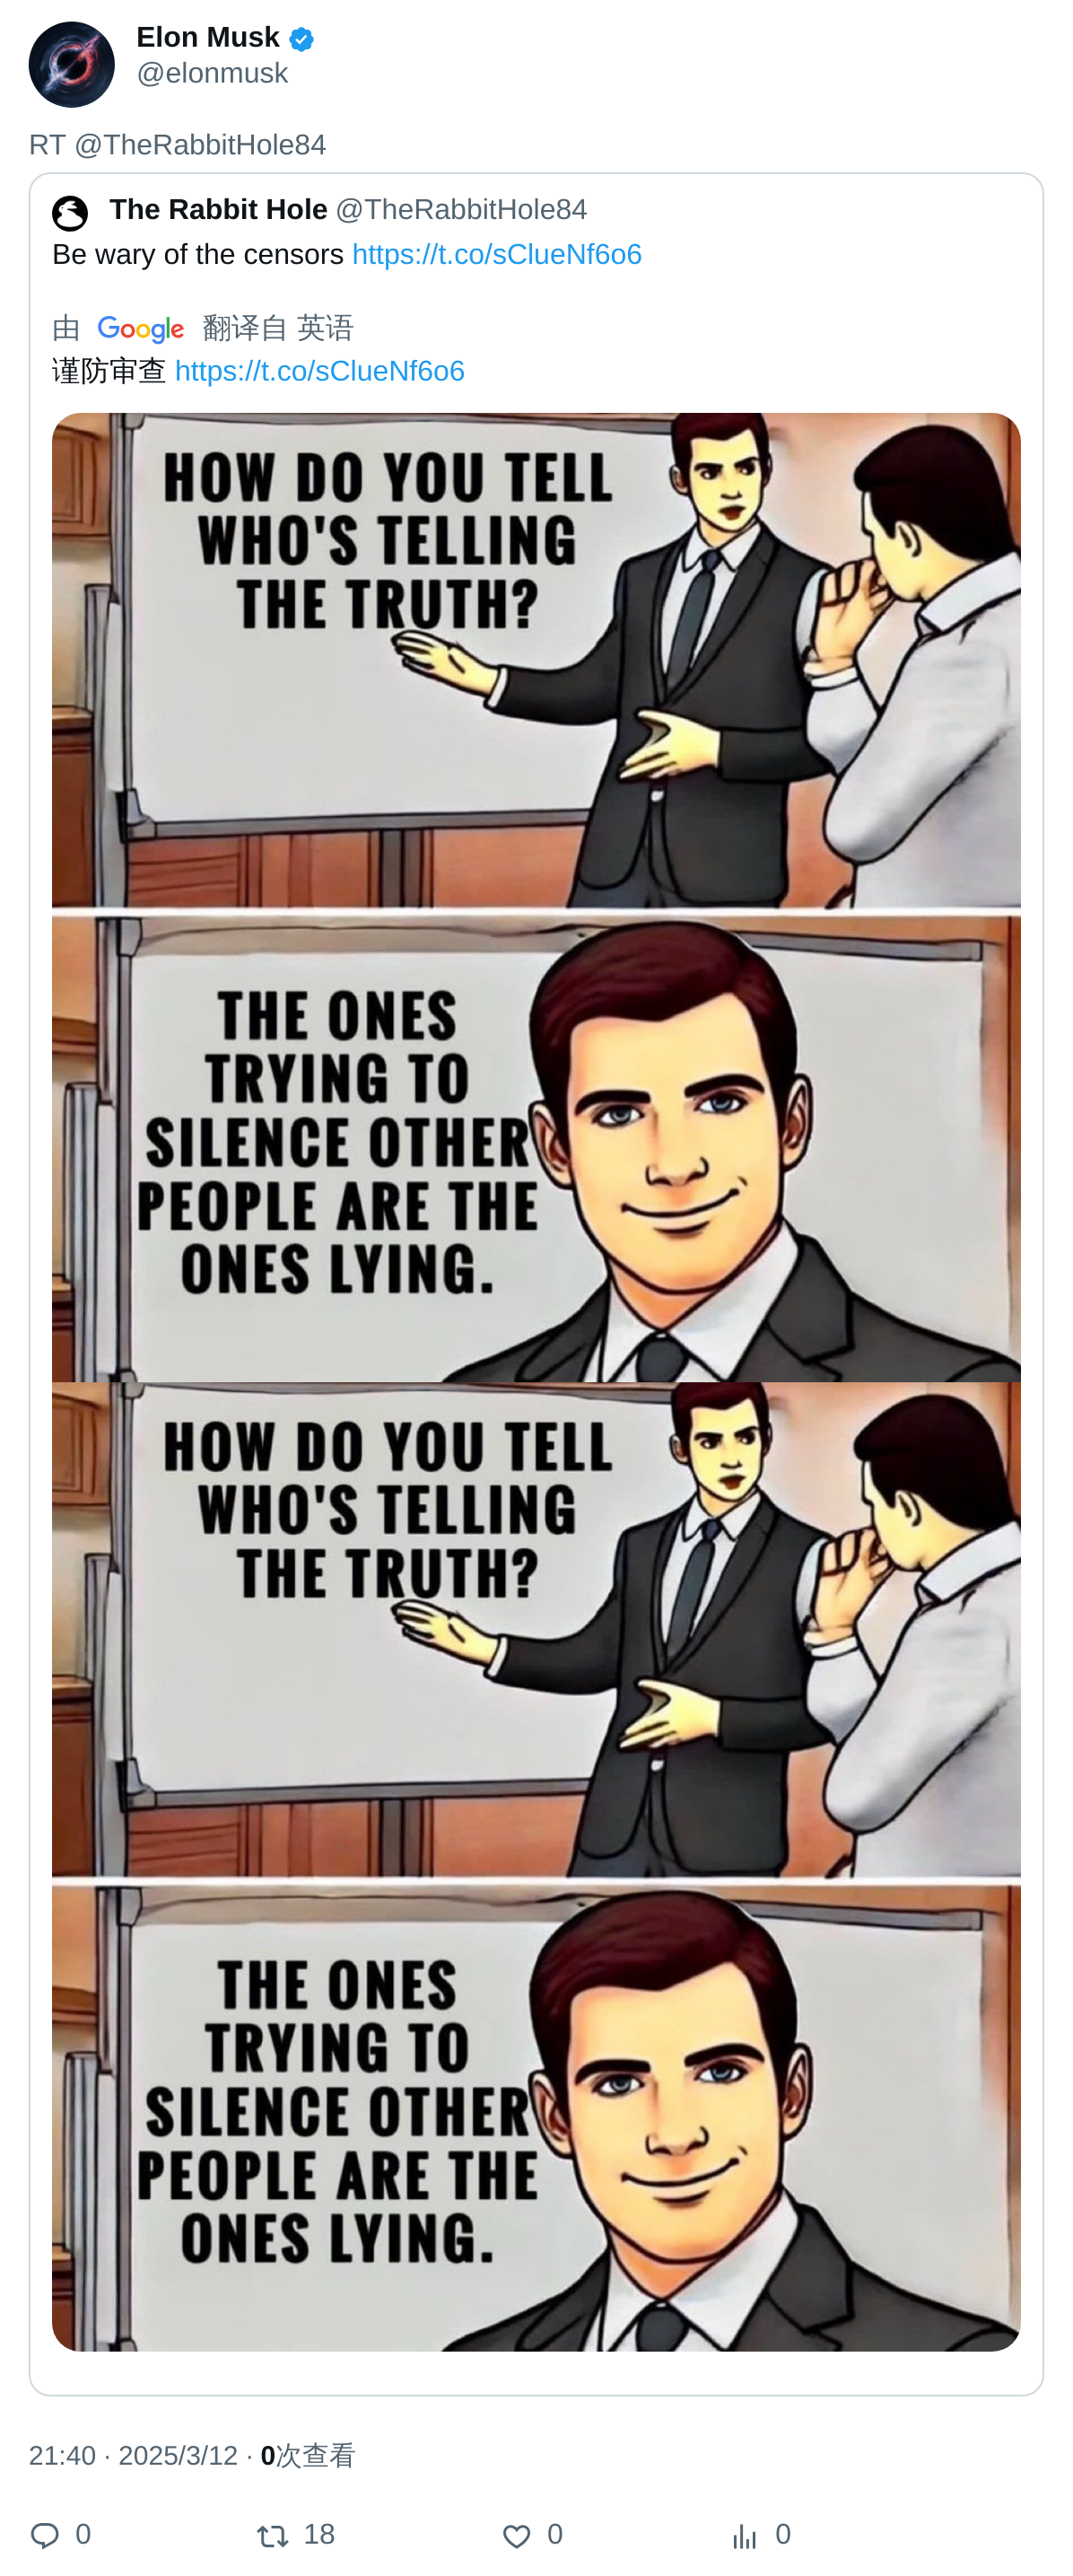 Elon Musk
@elonmusk
RT @TheRabbitHole84
The Rabbit Hole @TheRabbitHole84
Be wary of the censors https://t.co/sClueNf6o6
由 Google 翻译自 英语
谨防审查 https://t.co/sClueNf6o6
HOW DO YOU TELL
WHO'S TELLING
THE TRUTH?
THE ONES
TRYING TO
SILENCE OTHER
PEOPLE ARE THE
ONES LYING.
HOW DO YOU TELL
WHO'S TELLING
THE TRUTH?
THE ONES
TRYING TO
SILENCE OTHER
PEOPLE ARE THE
ONES LYING.
21:40 · 2025/3/12 · 0次查看
0 18 0 0